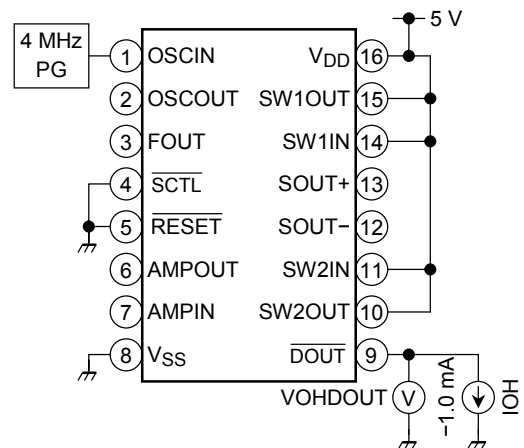 4 MHz
PG
5 V
1 OSCIN
2 OSCOUT
3 FOUT
4 SCTL
5 RESET
6 AMPOUT
7 AMPIN
8 VSS
VDD 16
SW1OUT 15
SW1IN 14
SOUT+ 13
SOUT− 12
SW2IN 11
SW2OUT 10
DOUT 9
VOHDOUT
V
−1.0 mA
IOH